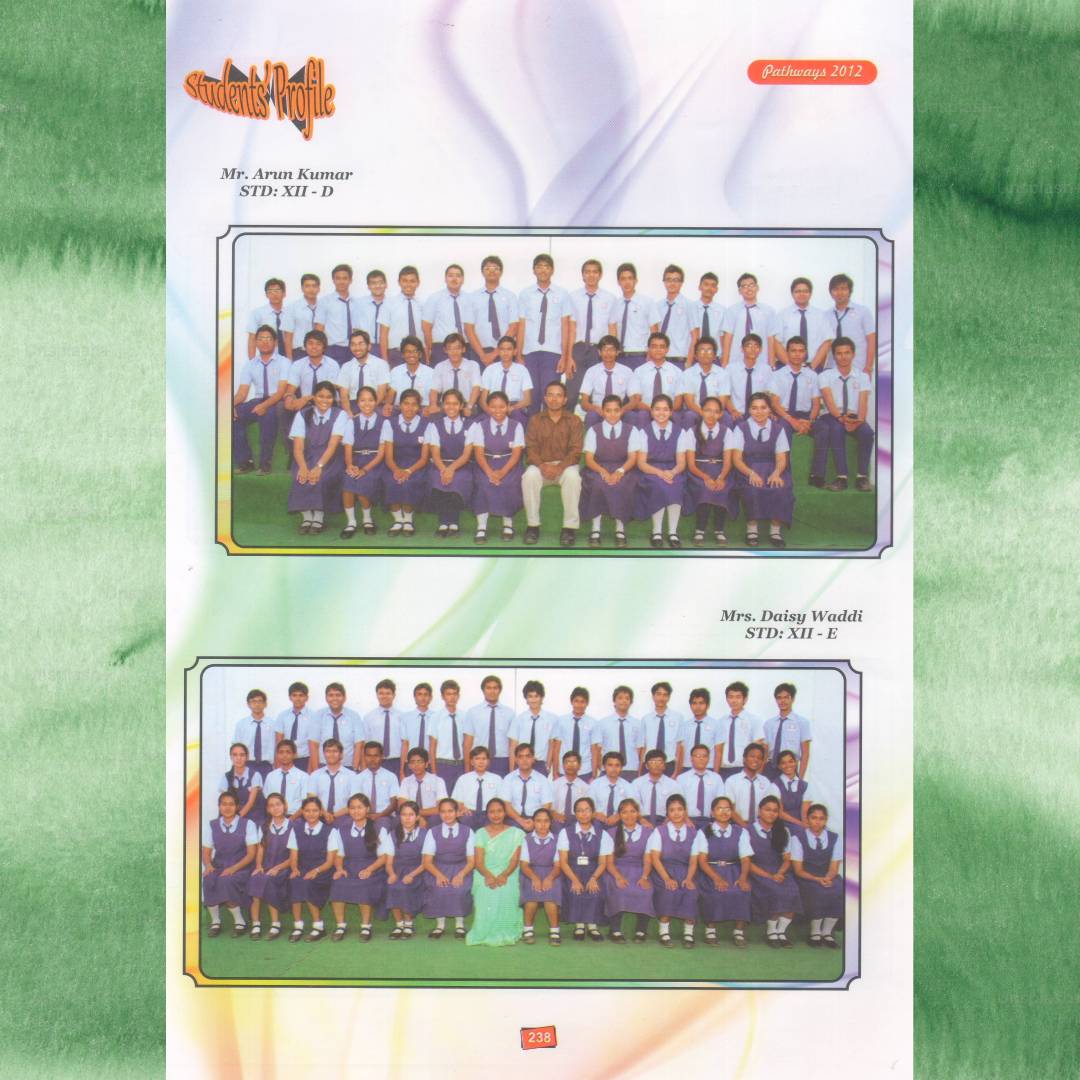 Students' Profile
Pathways 2012
Mr. Arun Kumar
STD: XII - D
Mrs. Daisy Waddi
STD: XII - E
238